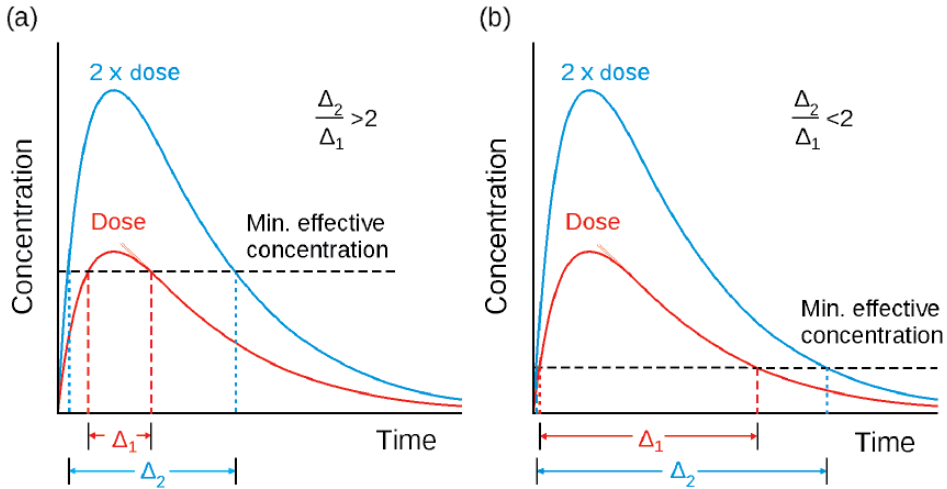 (a)
2 x dose
Δ2
Δ1
>2
Dose
Min. effective
concentration
Concentration
Time
Δ1
Δ2
(b)
2 x dose
Δ2
Δ1
<2
Dose
Min. effective
concentration
Concentration
Time
Δ1
Δ2